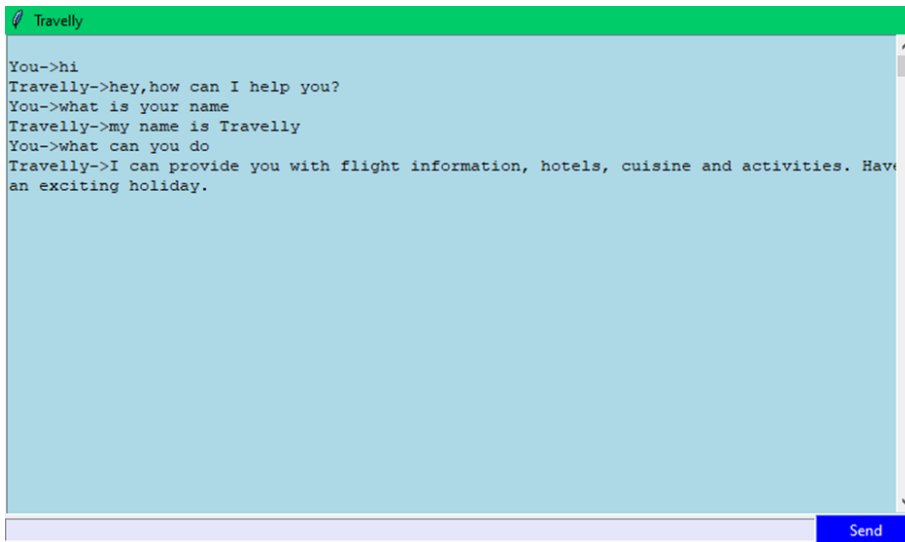 Travelly
You->hi
Travelly->hey,how can I help you?
You->what is your name
Travelly->my name is Travelly
You->what can you do
Travelly->I can provide you with flight information, hotels, cuisine and activities. Have
an exciting holiday.
Send